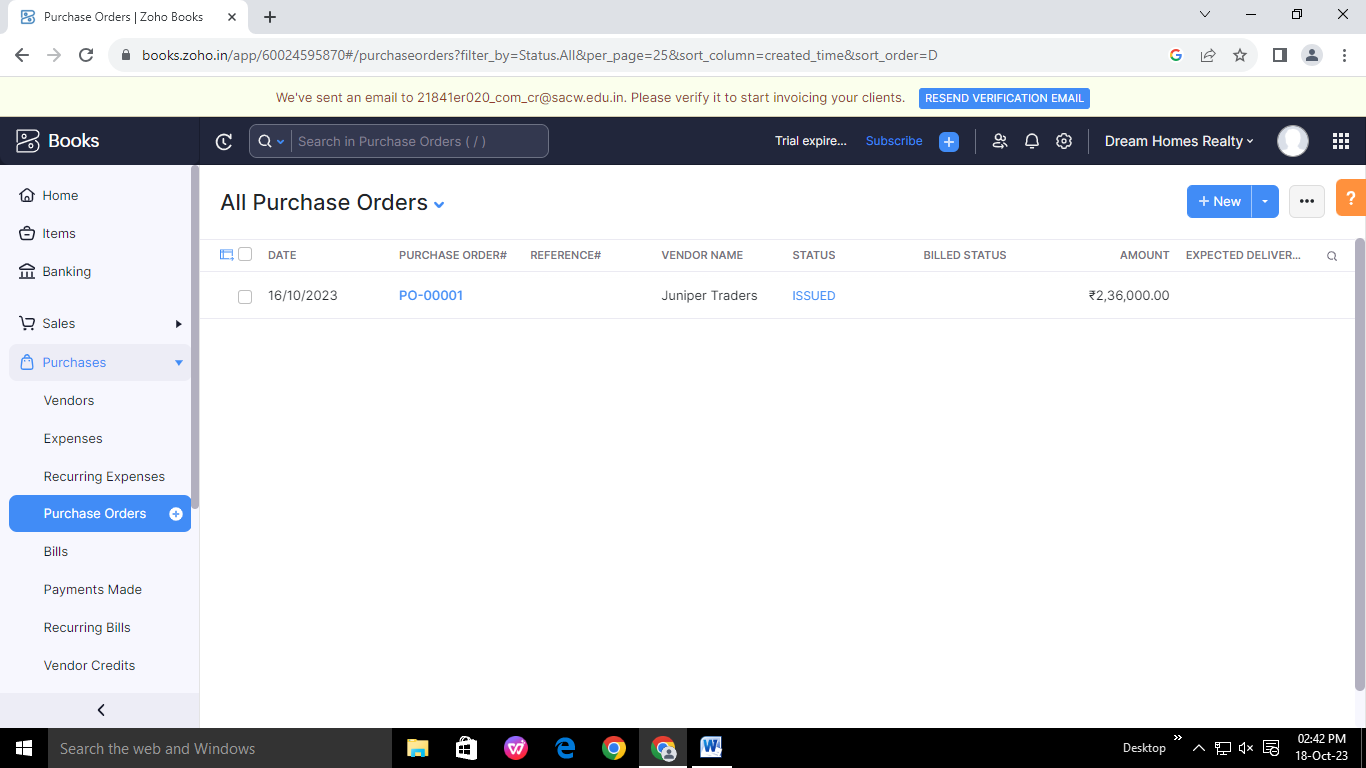 Purchase Orders | Zoho Books
books.zoho.in/app/60024595870#/purchaseorders?filter_by=Status.All&per_page=25&sort_column=created_time&sort_order=D
We've sent an email to 21841er020_com_cr@sacw.edu.in. Please verify it to start invoicing your clients. RESEND VERIFICATION EMAIL
Books
Search in Purchase Orders ( / )
Trial expire... Subscribe
Dream Homes Realty
Home
Items
Banking
Sales
Purchases
Vendors
Expenses
Recurring Expenses
Purchase Orders
Bills
Payments Made
Recurring Bills
Vendor Credits
All Purchase Orders
+ New
?
DATE PURCHASE ORDER# REFERENCE# VENDOR NAME STATUS BILLED STATUS AMOUNT EXPECTED DELIVER...
16/10/2023 PO-00001 Juniper Traders ISSUED ₹2,36,000.00
Search the web and Windows
Desktop
02:42 PM
18-Oct-23